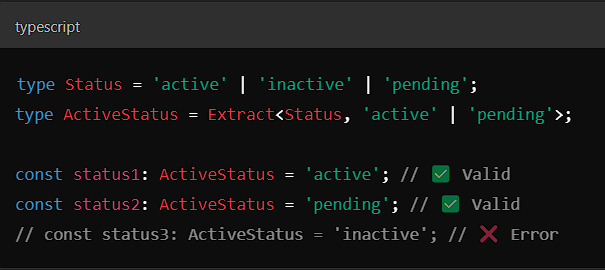 typescript
type Status = 'active' | 'inactive' | 'pending';
type ActiveStatus = Extract<Status, 'active' | 'pending'>;
const status1: ActiveStatus = 'active'; // ✅ Valid
const status2: ActiveStatus = 'pending'; // ✅ Valid
// const status3: ActiveStatus = 'inactive'; // ❌ Error